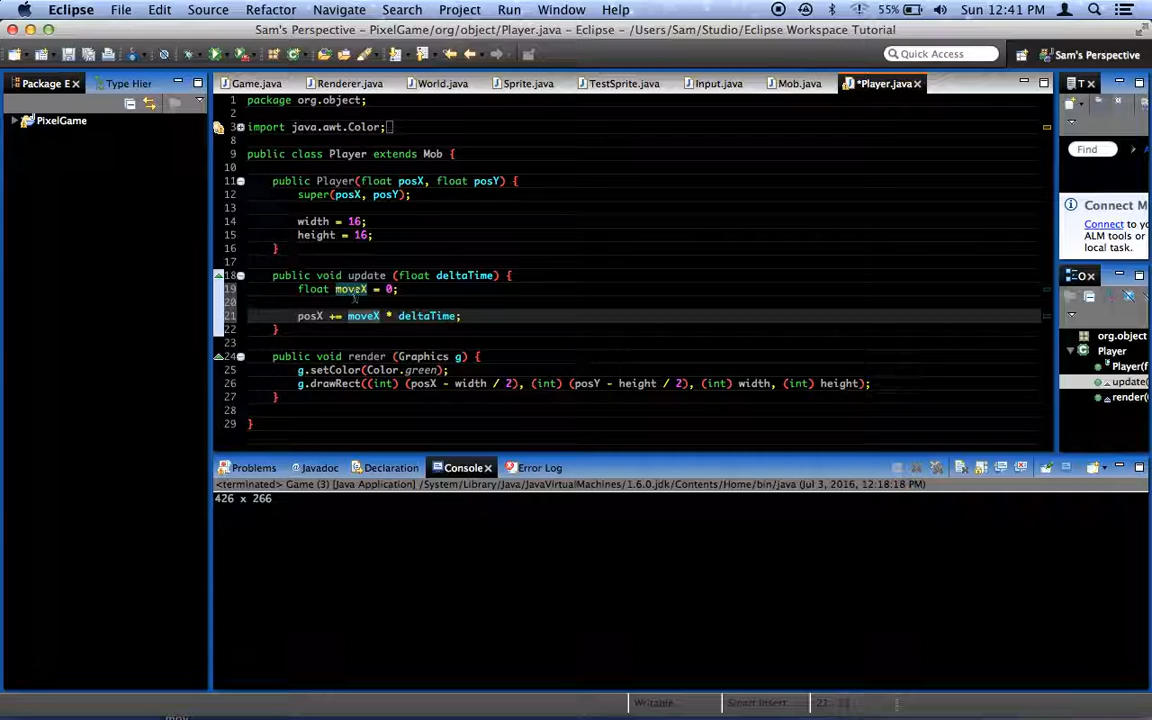 Eclipse File Edit Source Refactor Navigate Search Project Run Window Help 55% Sun 12:41 PM
Sam's Perspective - PixelGame/org/object/Player.java - Eclipse - /Users/Sam/Studio/Eclipse Workspace Tutorial
Quick Access Sam's Perspective
Package E Type Hier Game.java Renderer.java World.java Sprite.java TestSprite.java Input.java Mob.java *Player.java T
PixelGame
1 package org.object;
2
3 import java.awt.Color;
8
9 public class Player extends Mob {
10
11 public Player(float posX, float posY) {
12 super(posX, posY);
13
14 width = 16;
15 height = 16;
16 }
17
18 public void update (float deltaTime) {
19 float moveX = 0;
20
21 posX += moveX * deltaTime;
22 }
23
24 public void render (Graphics g) {
25 g.setColor(Color.green);
26 g.drawRect((int) (posX - width / 2), (int) (posY - height / 2), (int) width, (int) height);
27 }
28
29 }
Find
Connect M
Connect to yo
ALM tools or
local task.
O
org.object
Player
Player(f
update(
render(
Problems Javadoc Declaration Console Error Log
<terminated> Game (3) [Java Application] /System/Library/Java/JavaVirtualMachines/1.6.0.jdk/Contents/Home/bin/java (Jul 3, 2016, 12:18:18 PM)
426 x 266
Writable Smart Insert